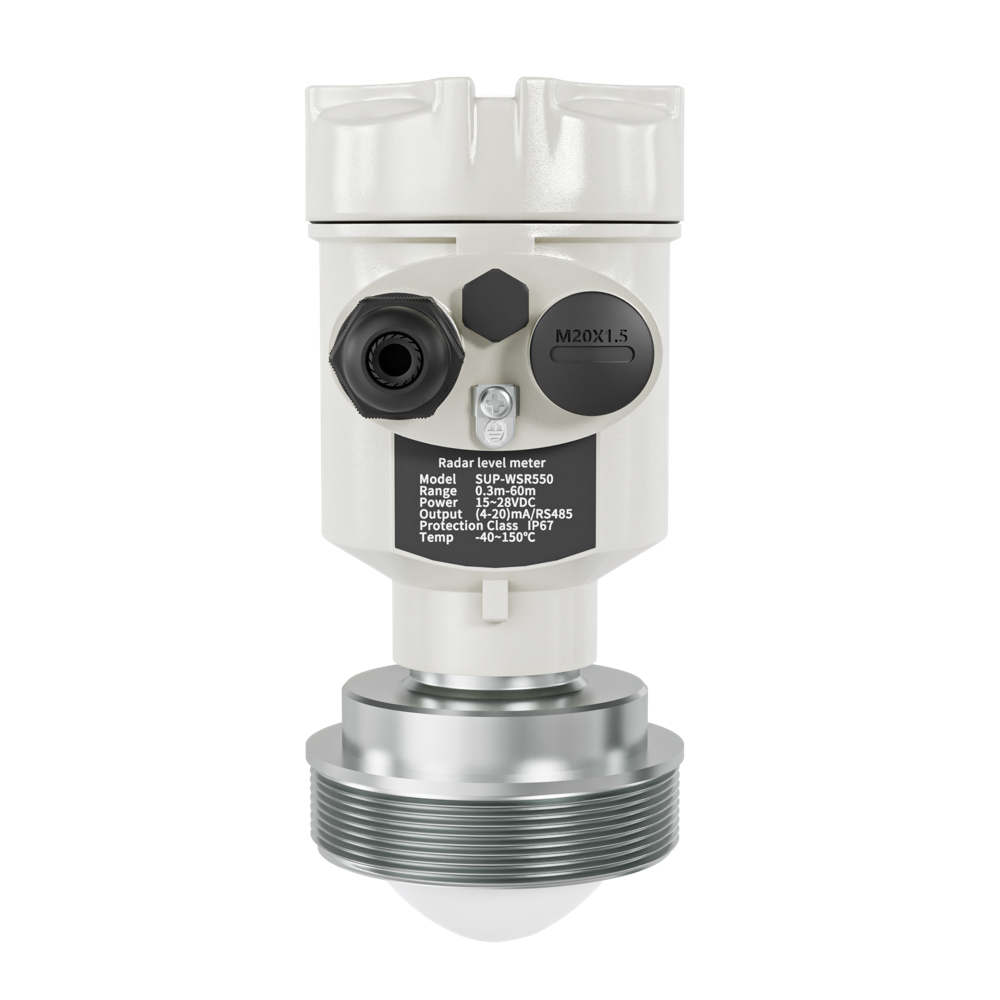 M20X1.5
Radar level meter
Model SUP-WSR550
Range 0.3m-60m
Power 15~28VDC
Output (4-20)mA/RS485
Protection Class IP67
Temp -40~150℃